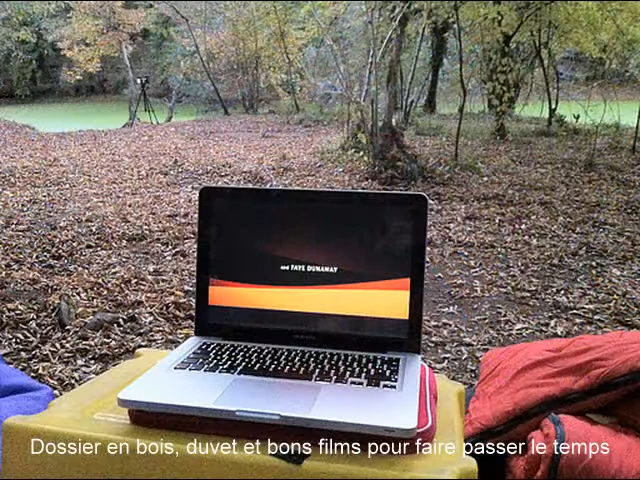 and FAYE DUNAWAY
Dossier en bois, duvet et bons films pour faire passer le temps